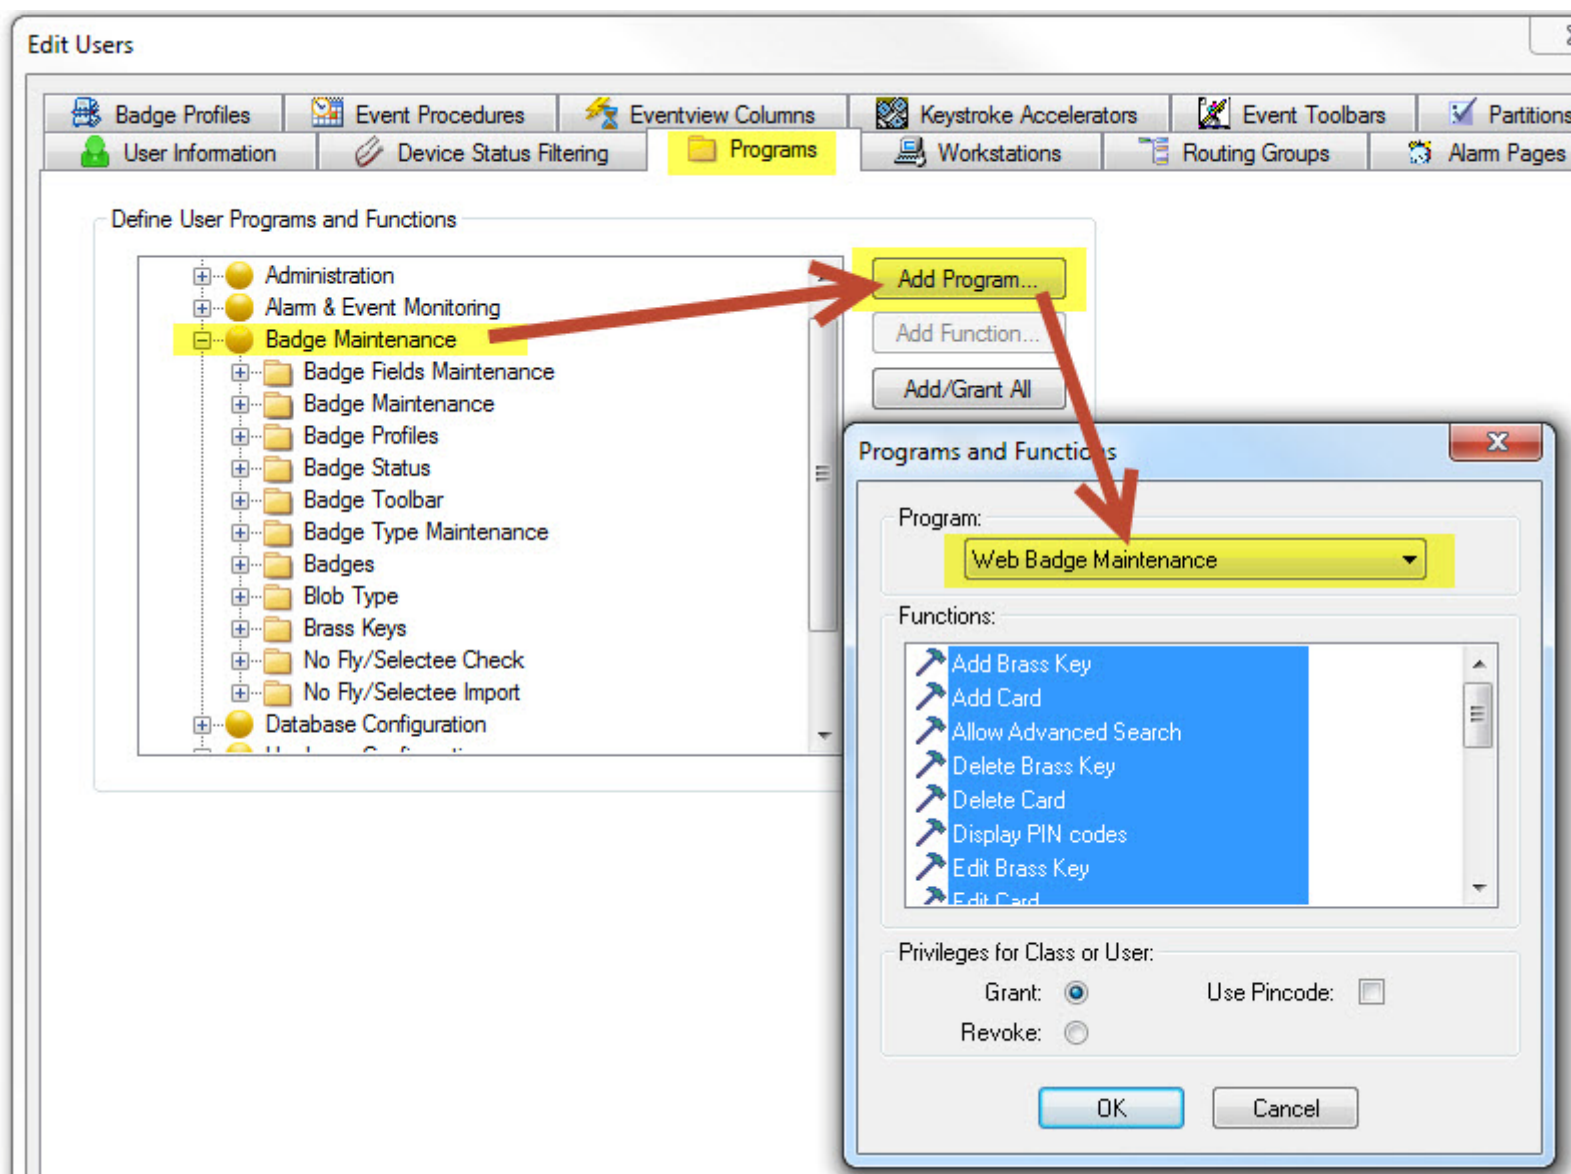 Edit Users
Badge Profiles Event Procedures Eventview Columns Keystroke Accelerators Event Toolbars Partitions
User Information Device Status Filtering Programs Workstations Routing Groups Alarm Pages
Define User Programs and Functions
Administration
Alarm & Event Monitoring
Badge Maintenance
Badge Fields Maintenance
Badge Maintenance
Badge Profiles
Badge Status
Badge Toolbar
Badge Type Maintenance
Badges
Blob Type
Brass Keys
No Fly/Selectee Check
No Fly/Selectee Import
Database Configuration
Add Program...
Add Function...
Add/Grant All
Programs and Functions
Program:
Web Badge Maintenance
Functions:
Add Brass Key
Add Card
Allow Advanced Search
Delete Brass Key
Delete Card
Display PIN codes
Edit Brass Key
Edit Card
Privileges for Class or User:
Grant: Use Pincode:
Revoke:
OK Cancel